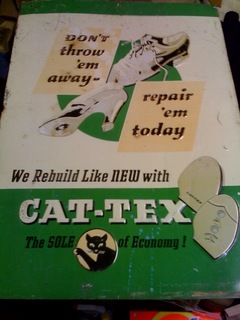 DON'T
throw
'em
away-
repair
'em
today
We Rebuild Like NEW with
CAT-TEX
The SOLE of Economy!